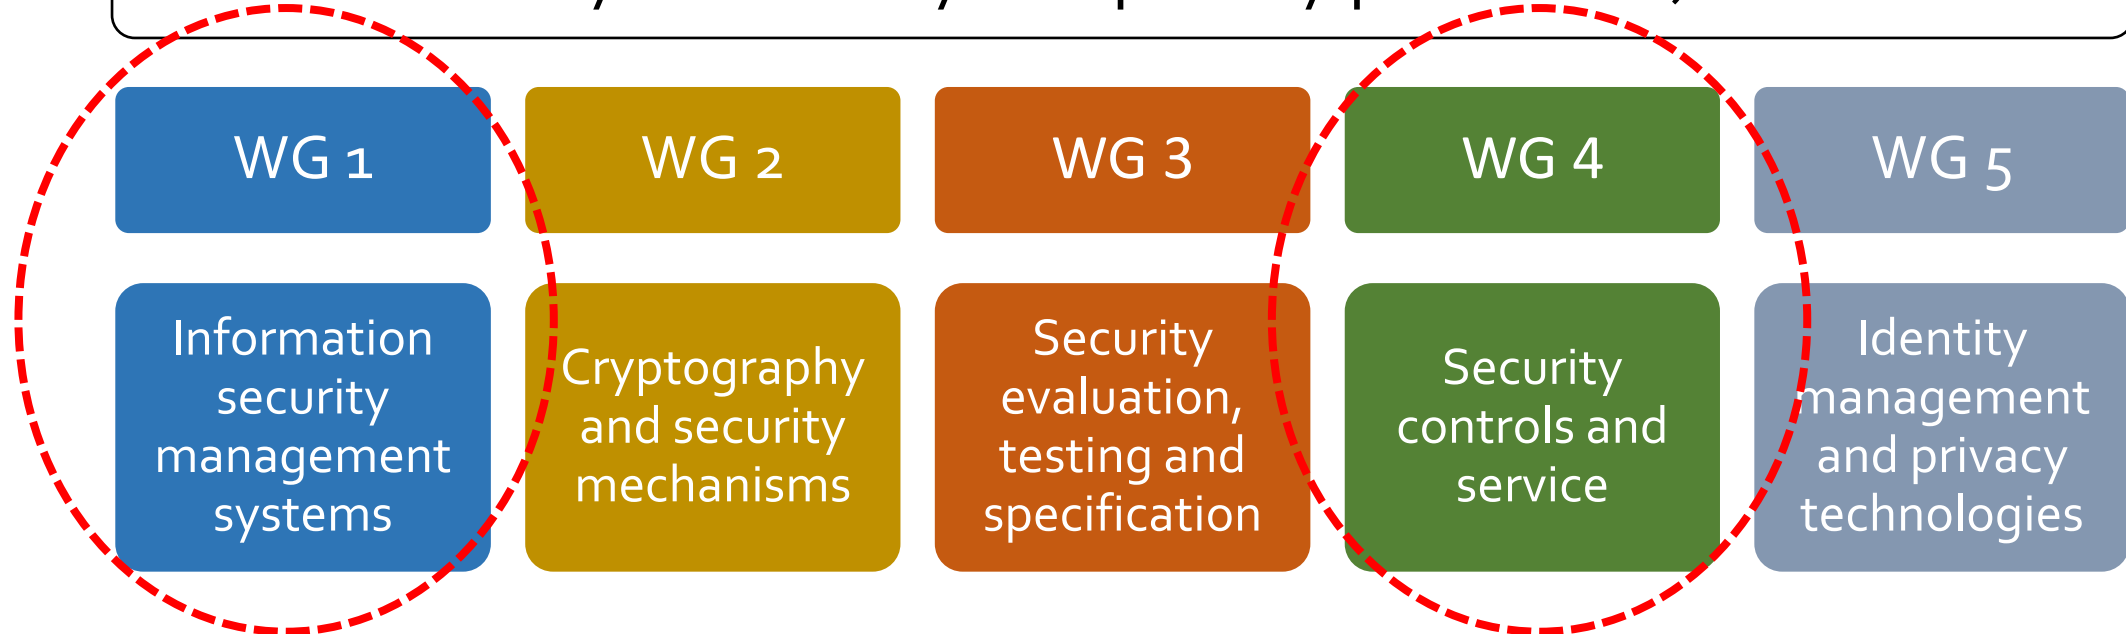 WG 1
WG 2
WG 3
WG 4
WG 5
Information
security
management
systems
Cryptography
and security
mechanisms
Security
evaluation,
testing and
specification
Security
controls and
service
Identity
management
and privacy
technologies